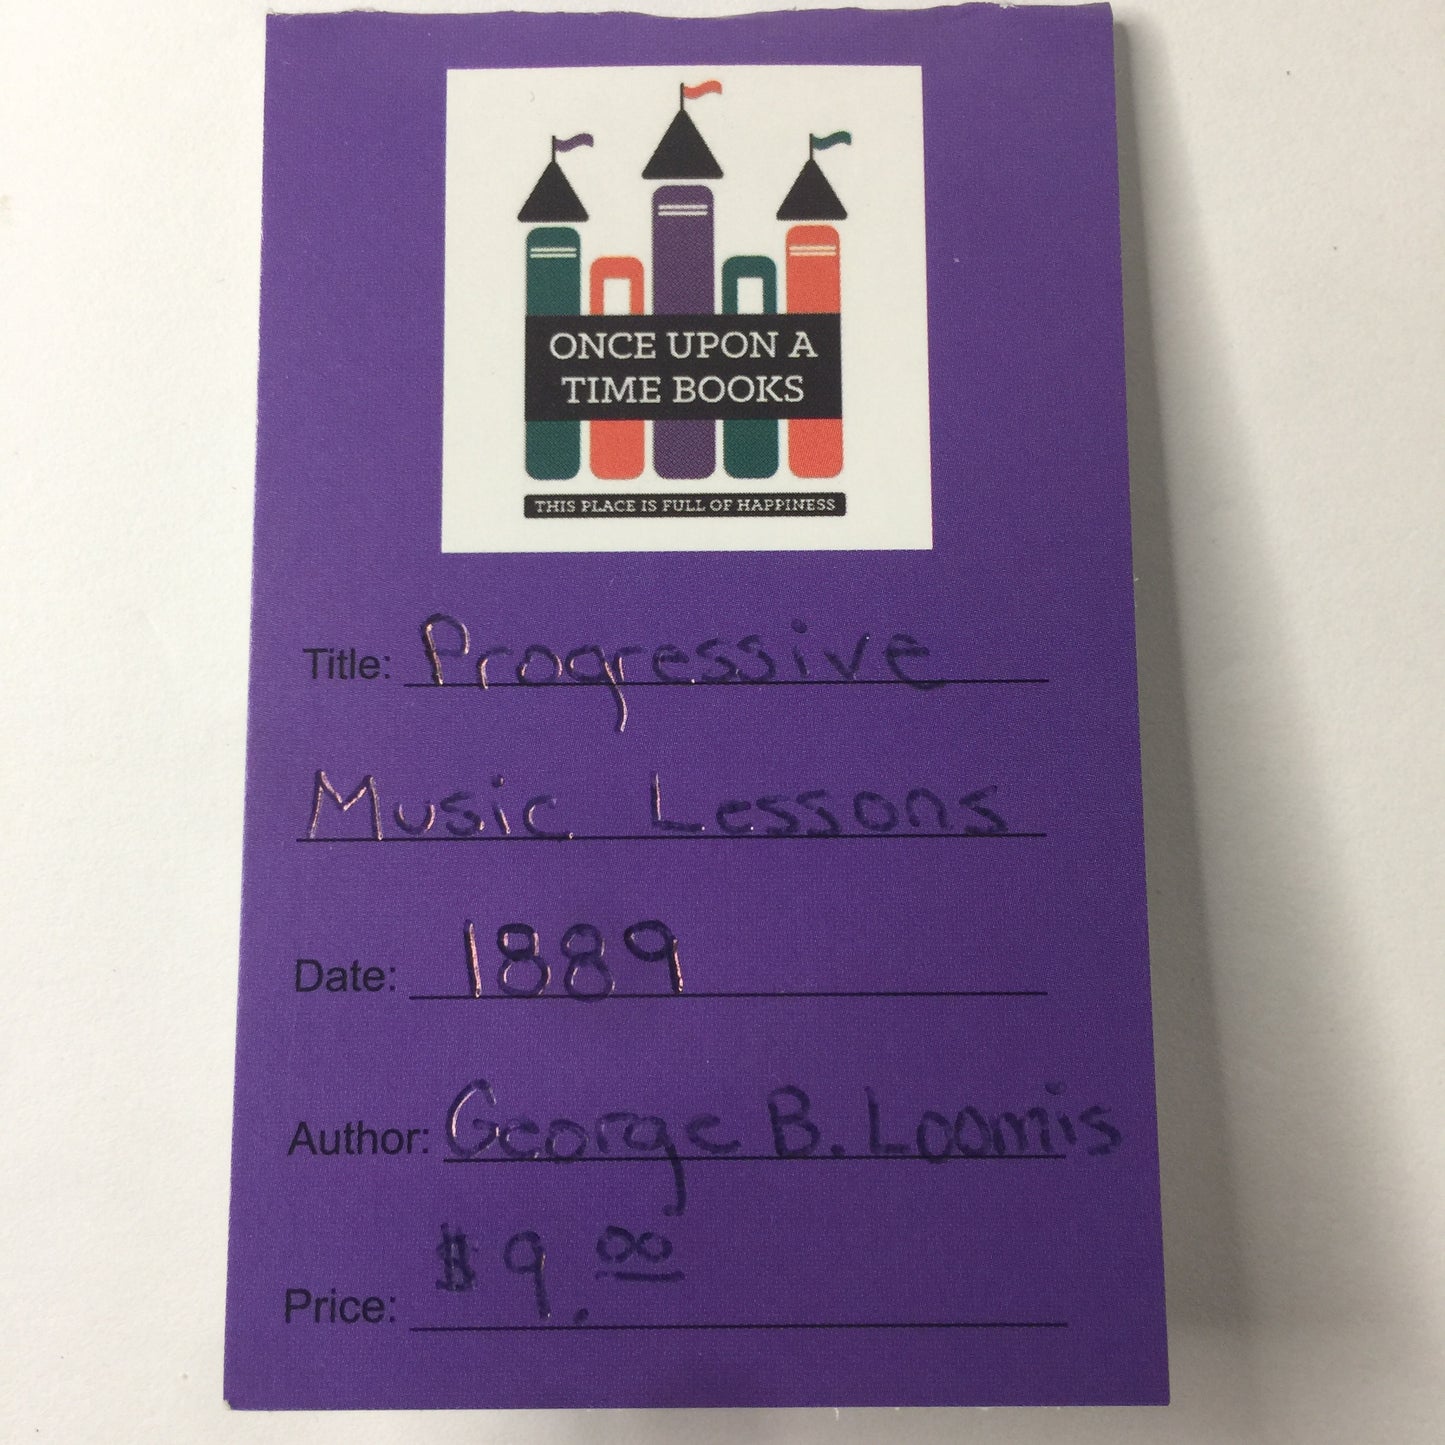 ONCE UPON A
TIME BOOKS
THIS PLACE IS FULL OF HAPPINESS
Title: Progressive
Music Lessons
Date: 1889
Author: George B. Loomis
Price: $9.00